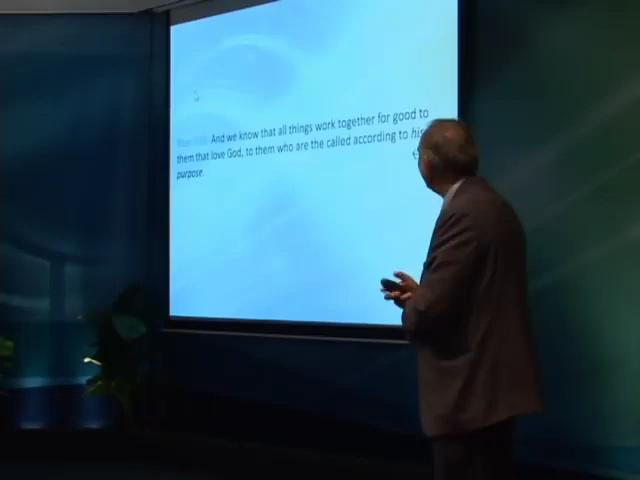 And we know that all things work together for good to
them that love God, to them who are the called according to his
purpose.